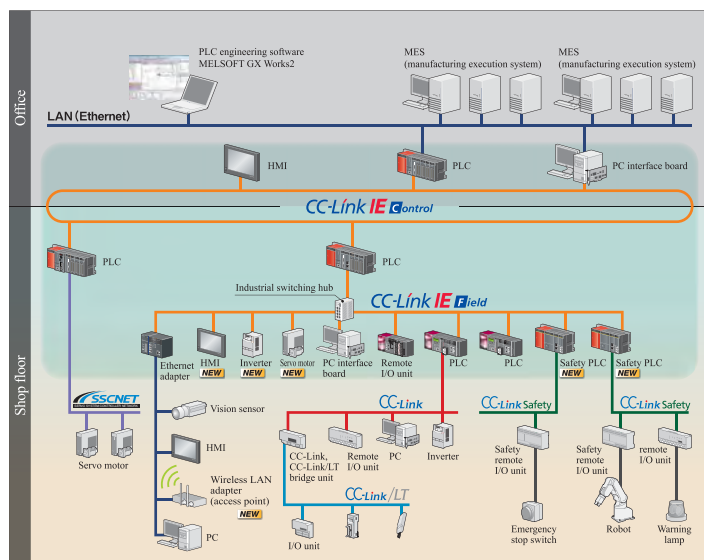 Office
PLC engineering software
MELSOFT GX Works2
MES
(manufacturing execution system)
MES
(manufacturing execution system)
LAN (Ethernet)
HMI
PLC
PC interface board
CC-Link IE Control
PLC
PLC
Industrial switching hub
CC-Link IE Field
Shop floor
Ethernet
adapter
HMI
NEW
Inverter
NEW
Servo motor
NEW
PC interface
board
Remote
I/O unit
PLC
PLC
Safety PLC
NEW
Safety PLC
NEW
SSCNET
Servo motor
Vision sensor
HMI
Wireless LAN
adapter
(access point)
NEW
PC
CC-Link
CC-Link,
CC-Link/LT
bridge unit
Remote
I/O unit
PC
Inverter
CC-Link/LT
I/O unit
CC-Link Safety
Safety
remote
I/O unit
Emergency
stop switch
CC-Link Safety
Safety
remote
I/O unit
remote
I/O unit
Robot
Warning
lamp